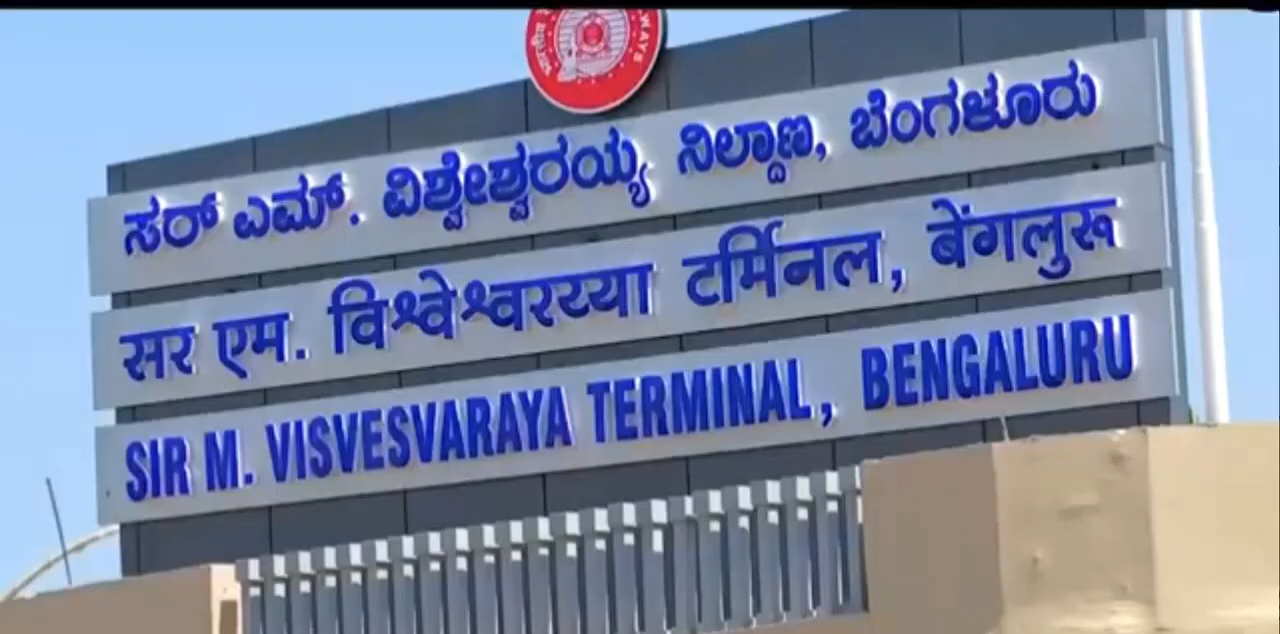 ಸರ್ ಎಮ್. ವಿಶ್ವೇಶ್ವರಯ್ಯ ನಿಲ್ದಾಣ, ಬೆಂಗಳೂರು
सर एम. विश्वेश्वरय्या टर्मिनल, बेंगलुरू
SIR M. VISVESVARAYA TERMINAL, BENGALURU